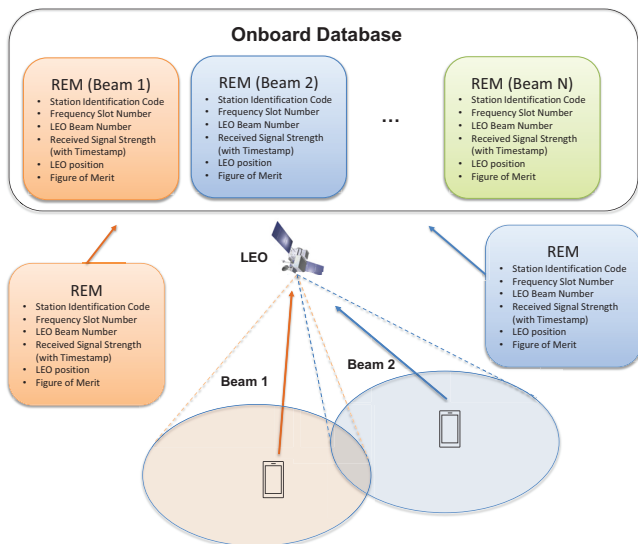 Onboard Database
REM (Beam 1)
• Station Identification Code
• Frequency Slot Number
• LEO Beam Number
• Received Signal Strength
(with Timestamp)
• LEO position
• Figure of Merit
REM (Beam 2)
• Station Identification Code
• Frequency Slot Number
• LEO Beam Number
• Received Signal Strength
(with Timestamp)
• LEO position
• Figure of Merit
...
REM (Beam N)
• Station Identification Code
• Frequency Slot Number
• LEO Beam Number
• Received Signal Strength
(with Timestamp)
• LEO position
• Figure of Merit
LEO
REM
• Station Identification Code
• Frequency Slot Number
• LEO Beam Number
• Received Signal Strength
(with Timestamp)
• LEO position
• Figure of Merit
REM
• Station Identification Code
• Frequency Slot Number
• LEO Beam Number
• Received Signal Strength
(with Timestamp)
• LEO position
• Figure of Merit
Beam 1
Beam 2